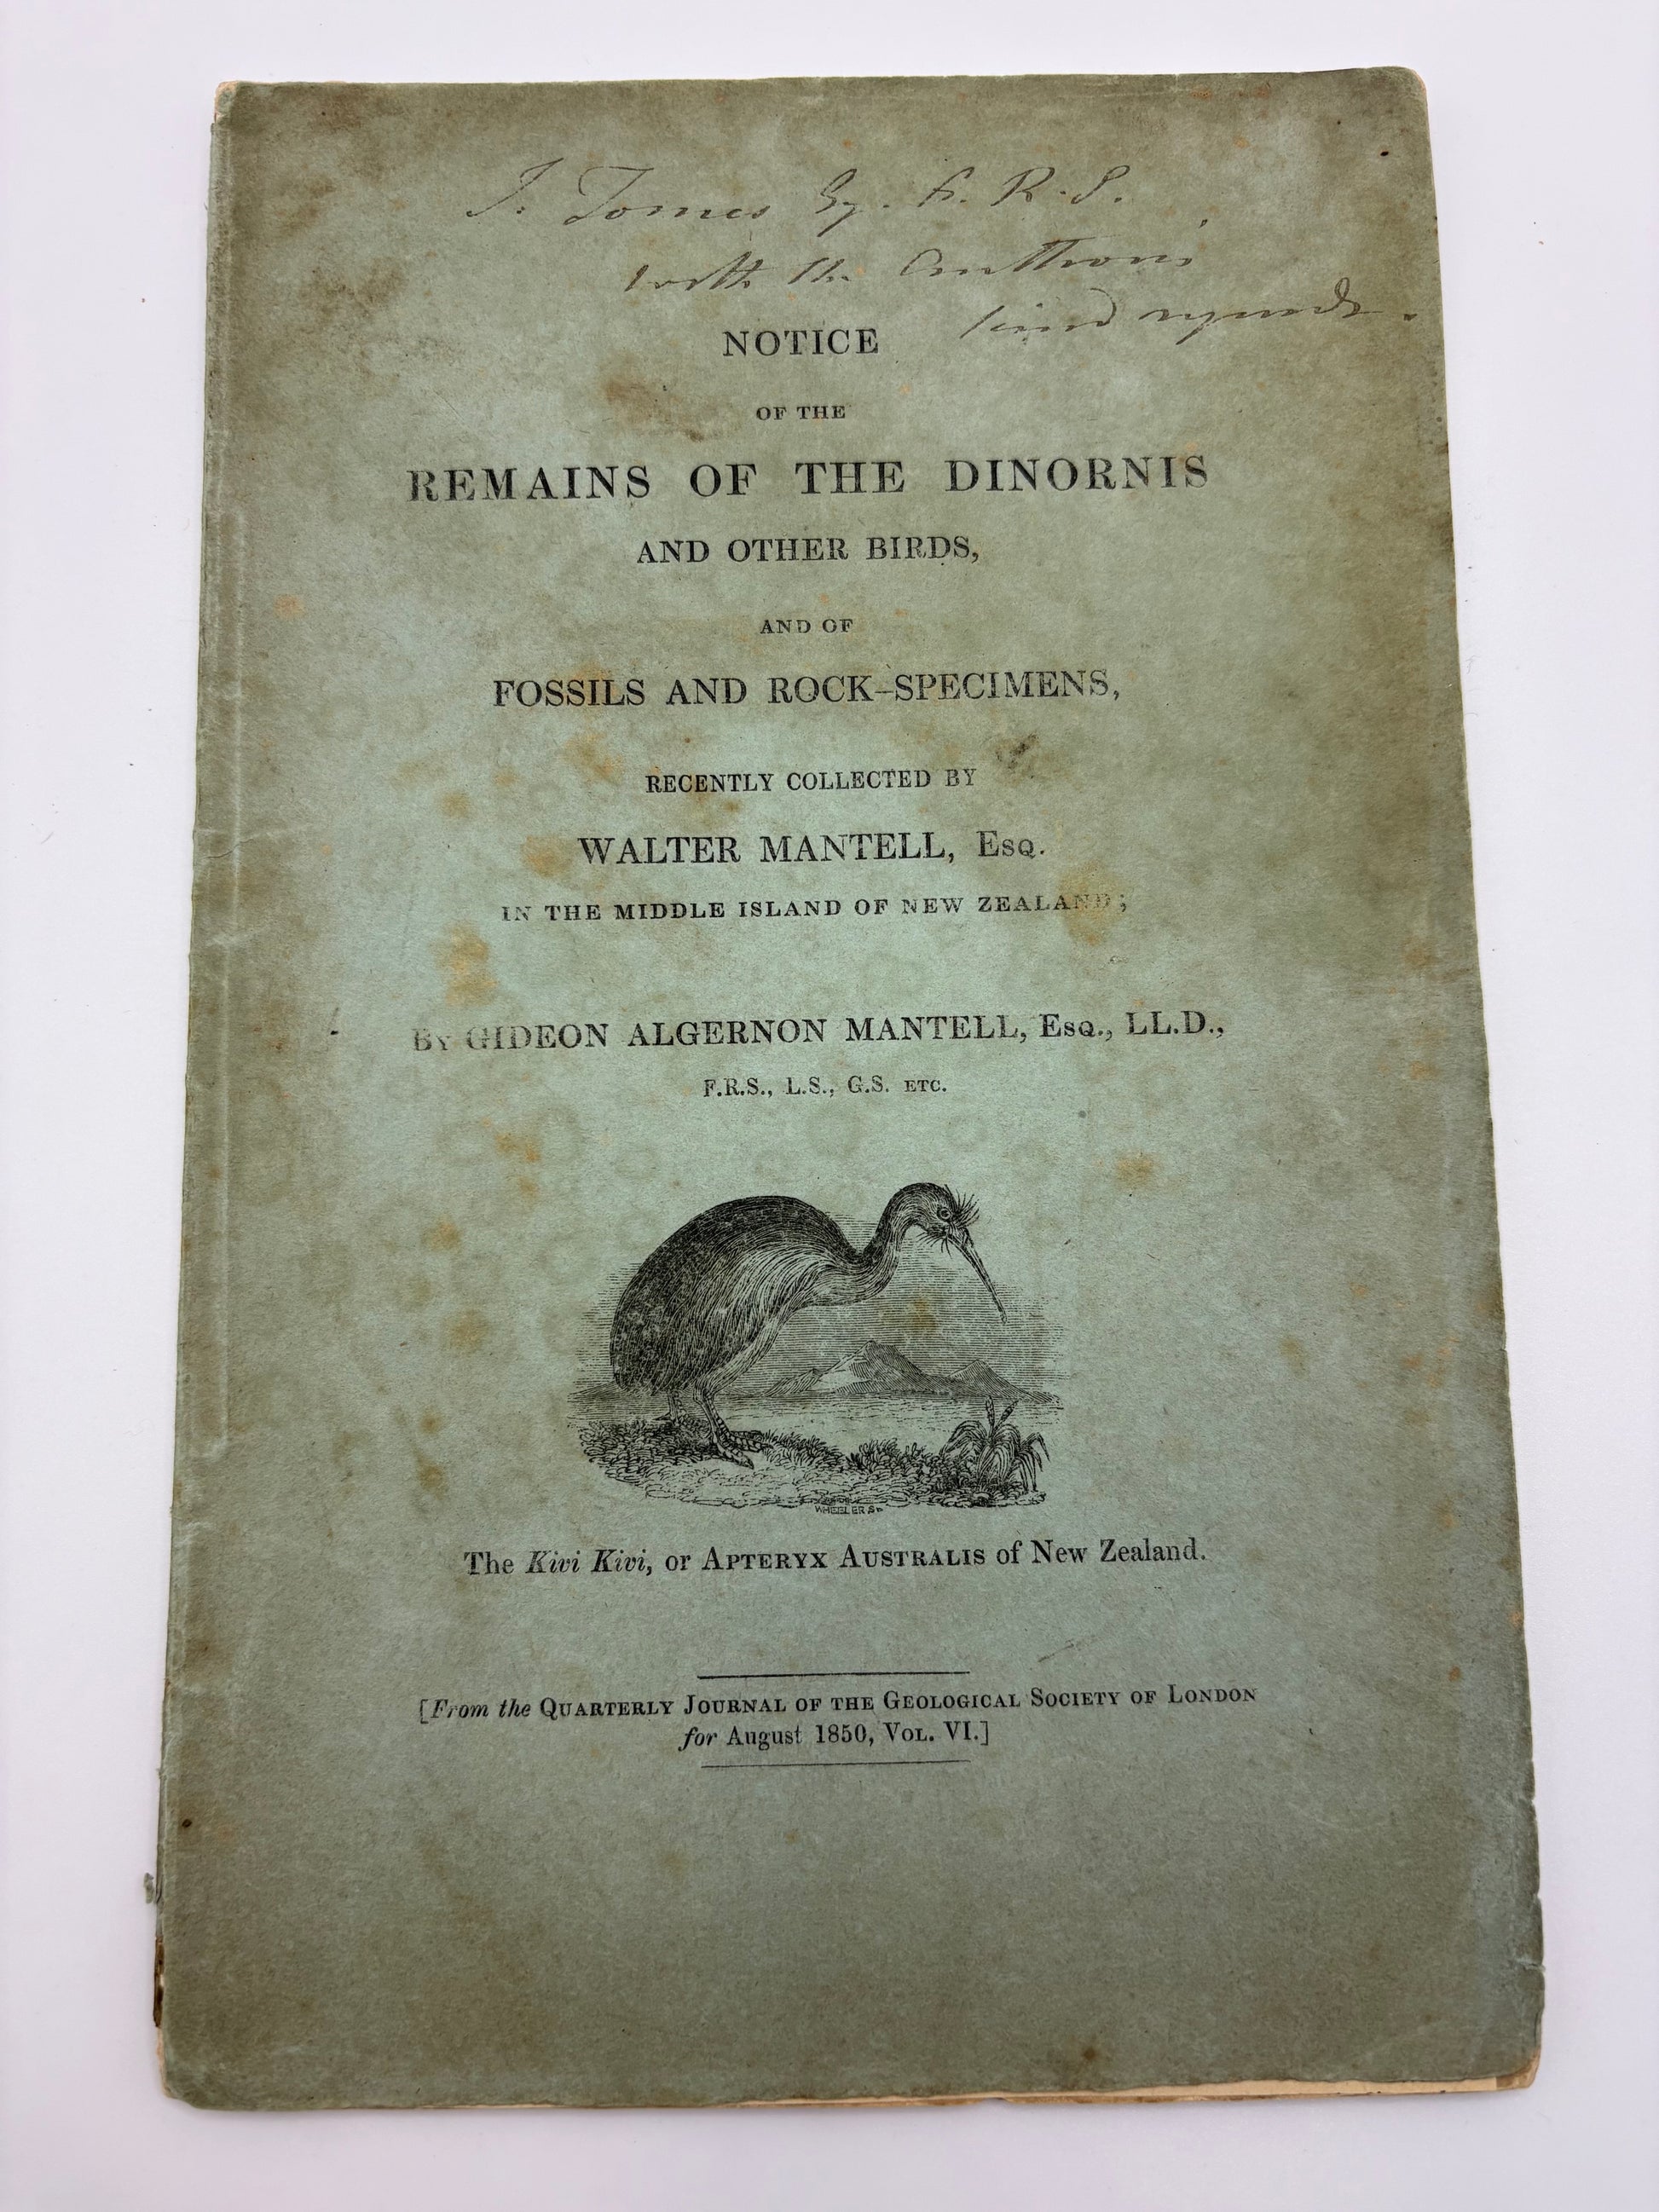 J. Tomes Esq. F.R.S.
with the Author's
kind regards.
NOTICE
OF THE
REMAINS OF THE DINORNIS
AND OTHER BIRDS,
AND OF
FOSSILS AND ROCK-SPECIMENS,
RECENTLY COLLECTED BY
WALTER MANTELL, Esq.
IN THE MIDDLE ISLAND OF NEW ZEALAND;
By GIDEON ALGERNON MANTELL, Esq., LL.D.,
F.R.S., L.S., G.S. ETC.
WHEELER Sc
The Kivi Kivi, or APTERYX AUSTRALIS of New Zealand.
[From the QUARTERLY JOURNAL OF THE GEOLOGICAL SOCIETY OF LONDON
for August 1850, VOL. VI.]